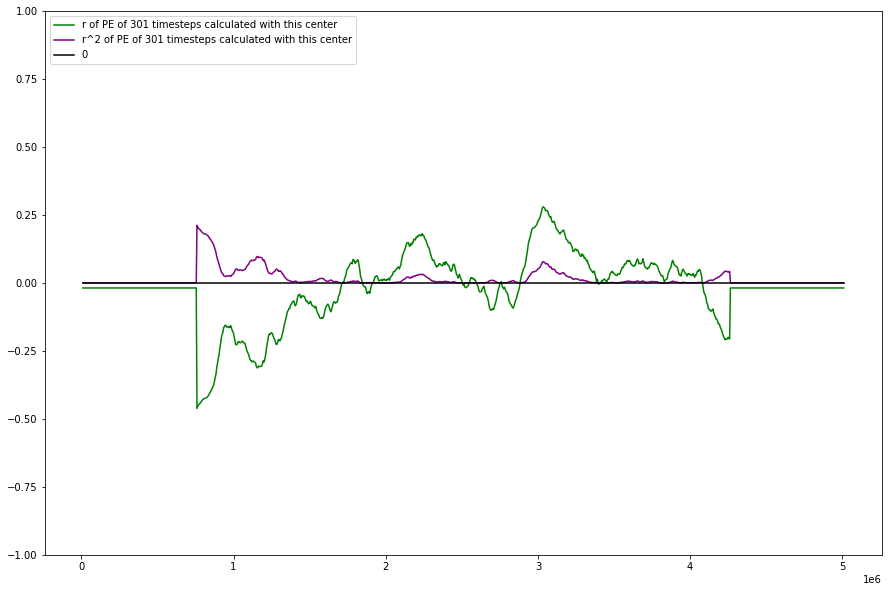 1.00
r of PE of 301 timesteps calculated with this center
r^2 of PE of 301 timesteps calculated with this center
0
0.75
0.50
0.25
0.00
−0.25
−0.50
−0.75
−1.00
0 1 2 3 4 5
1e6